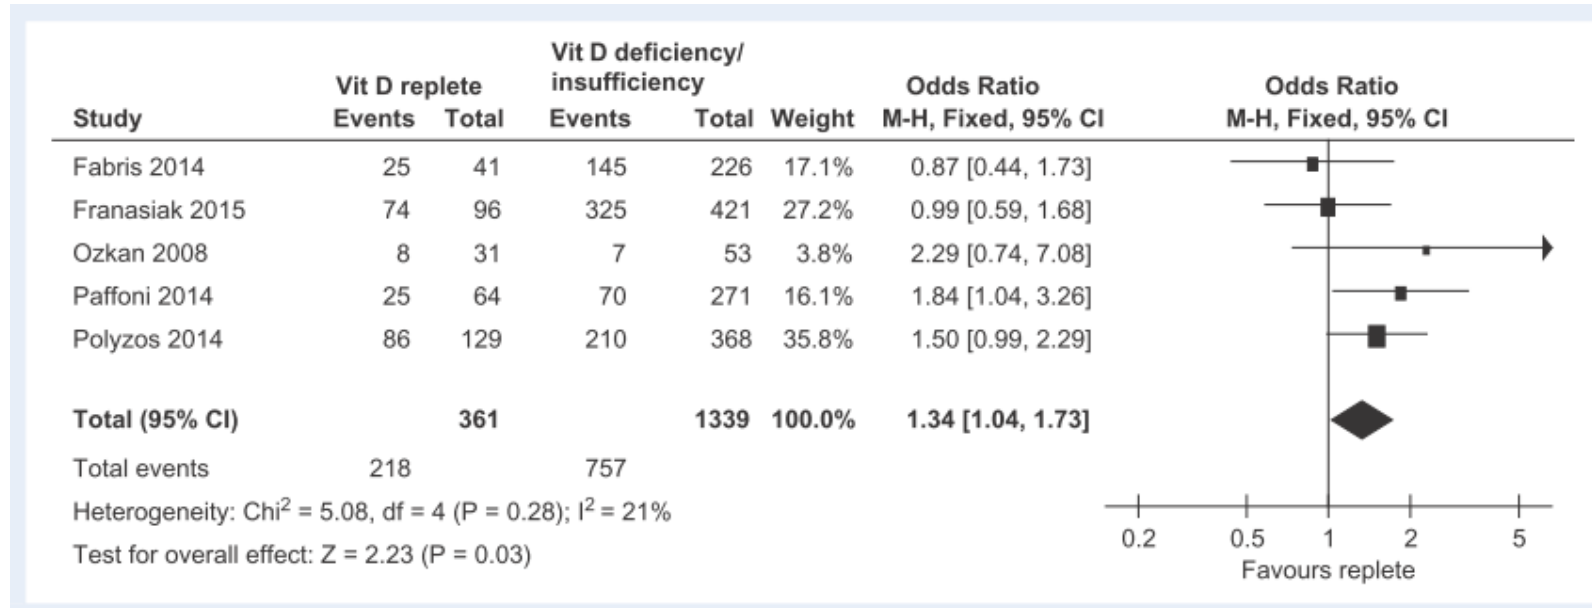 Vit D deficiency/
Vit D replete insufficiency Odds Ratio Odds Ratio
Study Events Total Events Total Weight M-H, Fixed, 95% CI M-H, Fixed, 95% CI
Fabris 2014 25 41 145 226 17.1% 0.87 [0.44, 1.73]
Franasiak 2015 74 96 325 421 27.2% 0.99 [0.59, 1.68]
Ozkan 2008 8 31 7 53 3.8% 2.29 [0.74, 7.08]
Paffoni 2014 25 64 70 271 16.1% 1.84 [1.04, 3.26]
Polyzos 2014 86 129 210 368 35.8% 1.50 [0.99, 2.29]
Total (95% CI) 361 1339 100.0% 1.34 [1.04, 1.73]
Total events 218 757
Heterogeneity: Chi² = 5.08, df = 4 (P = 0.28); I² = 21%
Test for overall effect: Z = 2.23 (P = 0.03)
0.2 0.5 1 2 5
Favours replete